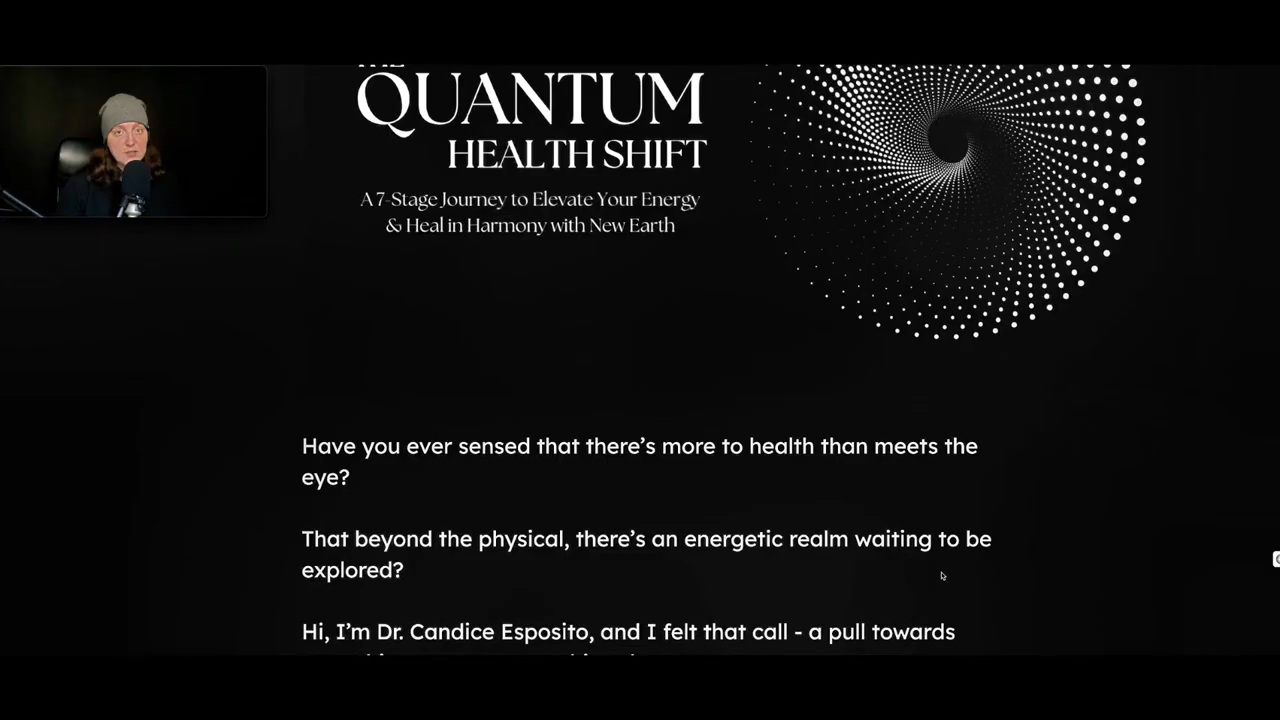 QUANTUM
HEALTH SHIFT
A 7-Stage Journey to Elevate Your Energy
& Heal in Harmony with New Earth
Have you ever sensed that there's more to health than meets the
eye?
That beyond the physical, there's an energetic realm waiting to be
explored?
Hi, I'm Dr. Candice Esposito, and I felt that call - a pull towards